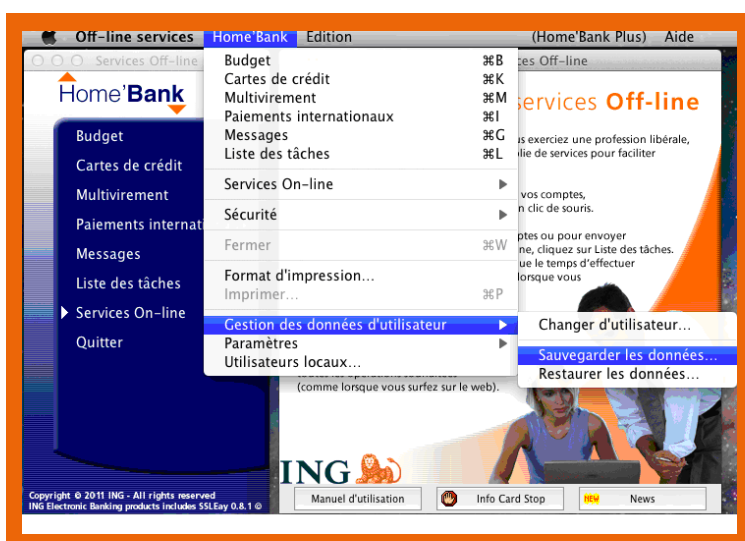 Off-line services Home'Bank Edition (Home'Bank Plus) Aide
Services Off-line
ces Off-line
Home'Bank
Budget
Cartes de crédit
Multivirement
Paiements internati
Messages
Liste des tâches
Services On-line
Quitter
Budget ⌘B
Cartes de crédit ⌘K
Multivirement ⌘M
Paiements internationaux ⌘I
Messages ⌘G
Liste des tâches ⌘L
Services On-line
Sécurité
Fermer ⌘W
Format d'impression...
Imprimer... ⌘P
Gestion des données d'utilisateur
Paramètres
Utilisateurs locaux...
Changer d'utilisateur...
Sauvegarder les données...
Restaurer les données...
services Off-line
us exerciez une profession libérale,
plie de services pour faciliter
vos comptes,
n clic de souris.
ptes ou pour envoyer
ne, cliquez sur Liste des tâches.
ue le temps d'effectuer
lorsque vous
(comme lorsque vous surfez sur le web).
ING
Manuel d'utilisation
Info Card Stop
NEW News
Copyright © 2011 ING - All rights reserved
ING Electronic Banking products includes SSLEay 0.8.1 ©